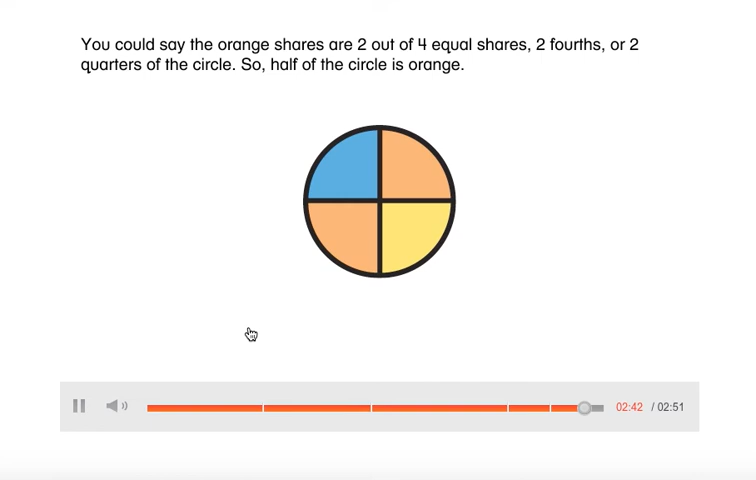 You could say the orange shares are 2 out of 4 equal shares, 2 fourths, or 2
quarters of the circle. So, half of the circle is orange.
02:42 / 02:51